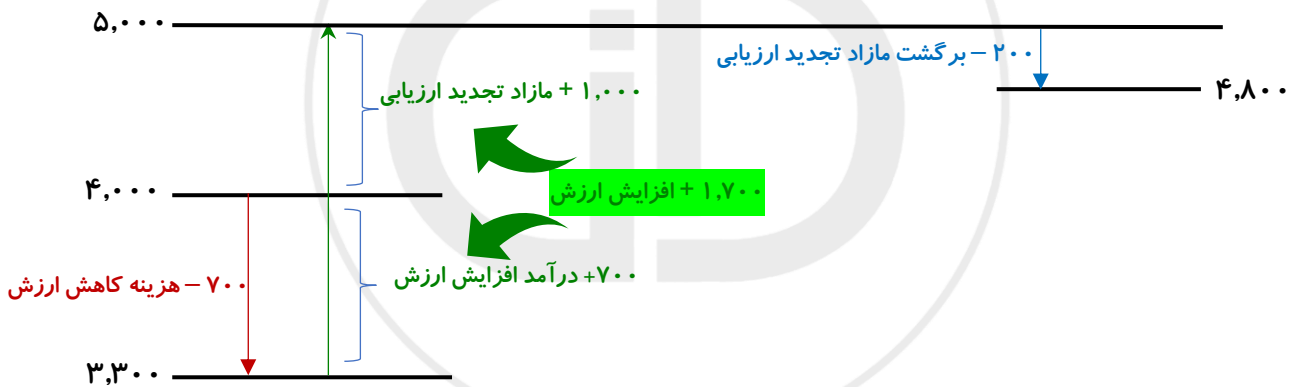 ۵,۰۰۰
۲۰۰ – برگشت مازاد تجدید ارزیابی
۱,۰۰۰ + مازاد تجدید ارزیابی
۴,۸۰۰
۴,۰۰۰
۱,۷۰۰ + افزایش ارزش
۷۰۰+ درآمد افزایش ارزش
۷۰۰ – هزینه کاهش ارزش
۳,۳۰۰